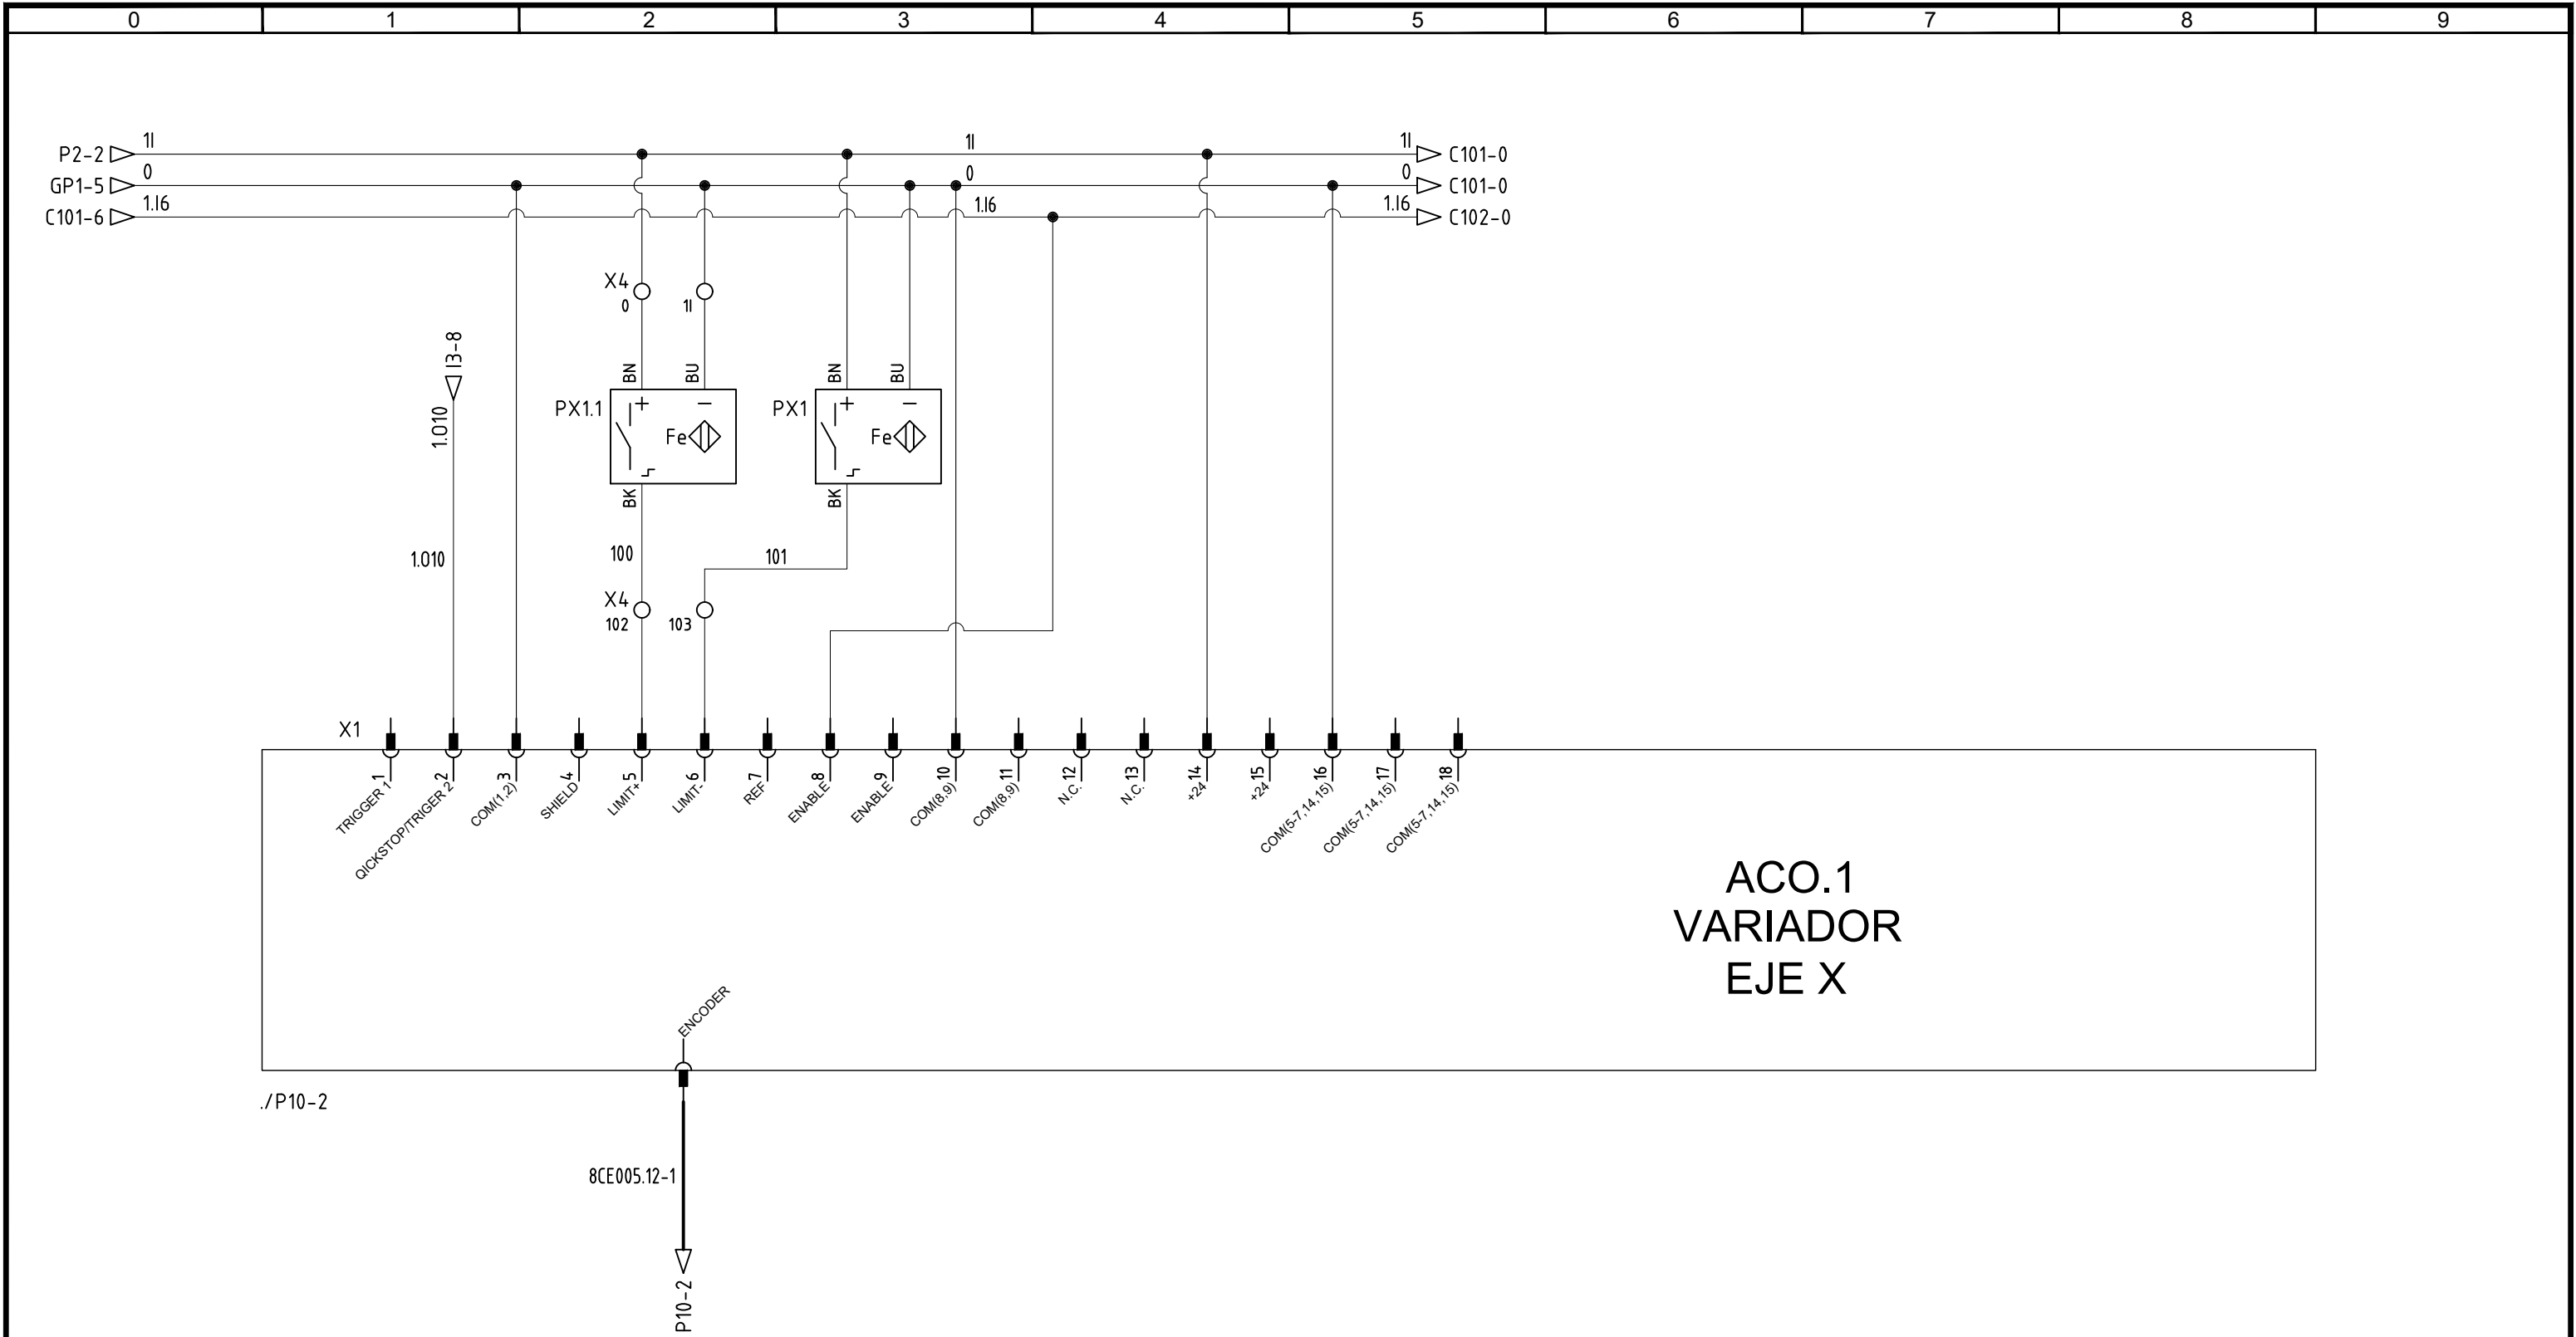 0 1 2 3 4 5 6 7 8 9
P2-2 1I 1I 1I C101-0
GP1-5 0 0 0 C101-0
C101-6 1.I6 1.I6 1.I6 C102-0
X4
0 1I
I3-8
1.O10
BN BU BN BU
PX1.1 + - PX1 + -
Fe Fe
BK BK
1.O10 100 101
X4
102 103
X1
1 2 3 4 5 6 7 8 9 10 11 12 13 14 15 16 17 18
TRIGGER 1
QICKSTOP/TRIGER 2
COM(1,2)
SHIELD
LIMIT+
LIMIT-
REF
ENABLE
ENABLE
COM(8,9)
COM(8,9)
N.C.
N.C.
+24
+24
COM(5-7,14,15)
COM(5-7,14,15)
COM(5-7,14,15)
ACO.1
VARIADOR
EJE X
ENCODER
./P10-2
8CE005.12-1
P10-2